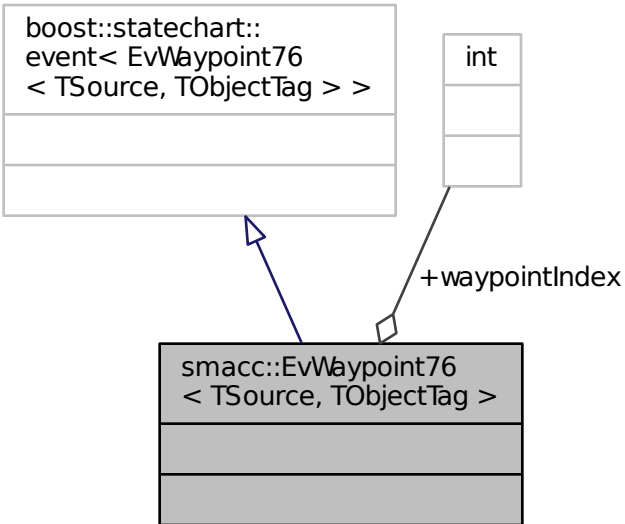 boost::statechart::
event< EvWaypoint76
< TSource, TObjectTag > >
int
+waypointIndex
smacc::EvWaypoint76
< TSource, TObjectTag >